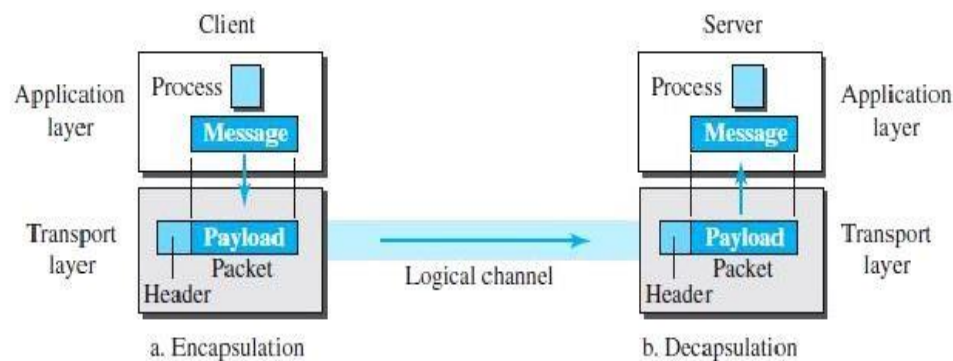 Client
Server
Application layer
Process
Message
Process
Message
Application layer
Transport layer
Payload
Packet
Header
Logical channel
Payload
Packet
Header
Transport layer
a. Encapsulation
b. Decapsulation